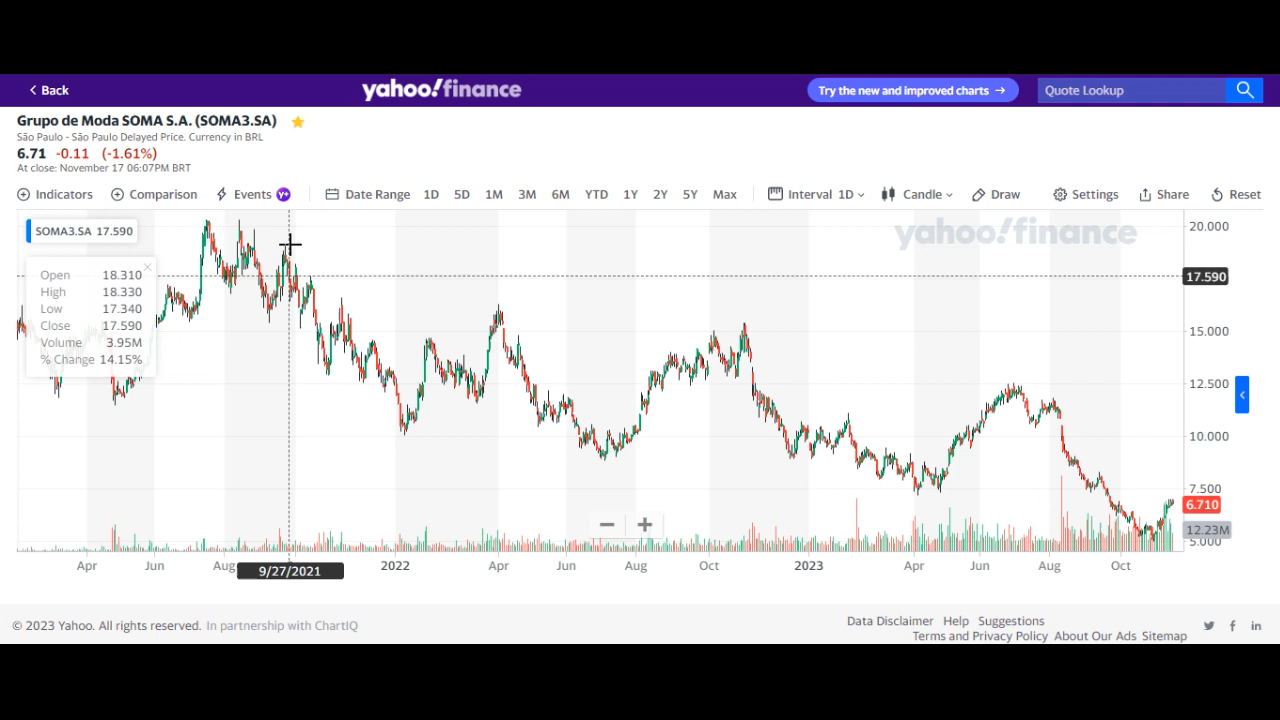 Back
yahoo!finance
Try the new and improved charts →
Quote Lookup
Grupo de Moda SOMA S.A. (SOMA3.SA)
São Paulo - São Paulo Delayed Price. Currency in BRL
6.71 -0.11 (-1.61%)
At close: November 17 06:07PM BRT
Indicators Comparison Events Y+ Date Range 1D 5D 1M 3M 6M YTD 1Y 2Y 5Y Max Interval 1D Candle Draw Settings Share Reset
SOMA3.SA 17.590
yahoo!finance
20.000
Open 18.310
High 18.330
Low 17.340
Close 17.590
Volume 3.95M
% Change 14.15%
17.590
15.000
12.500
10.000
7.500
6.710
12.23M
5.000
Apr Jun Aug 9/27/2021 2022 Apr Jun Aug Oct 2023 Apr Jun Aug Oct
© 2023 Yahoo. All rights reserved. In partnership with ChartIQ
Data Disclaimer Help Suggestions
Terms and Privacy Policy About Our Ads Sitemap